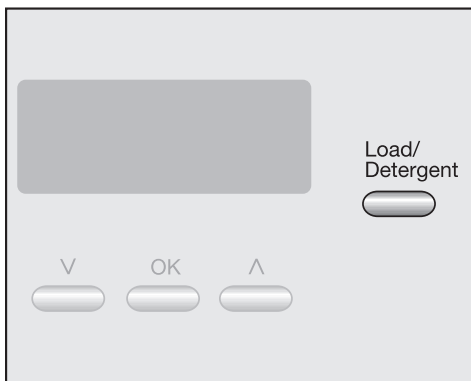 Load/
Detergent
∨ OK ∧